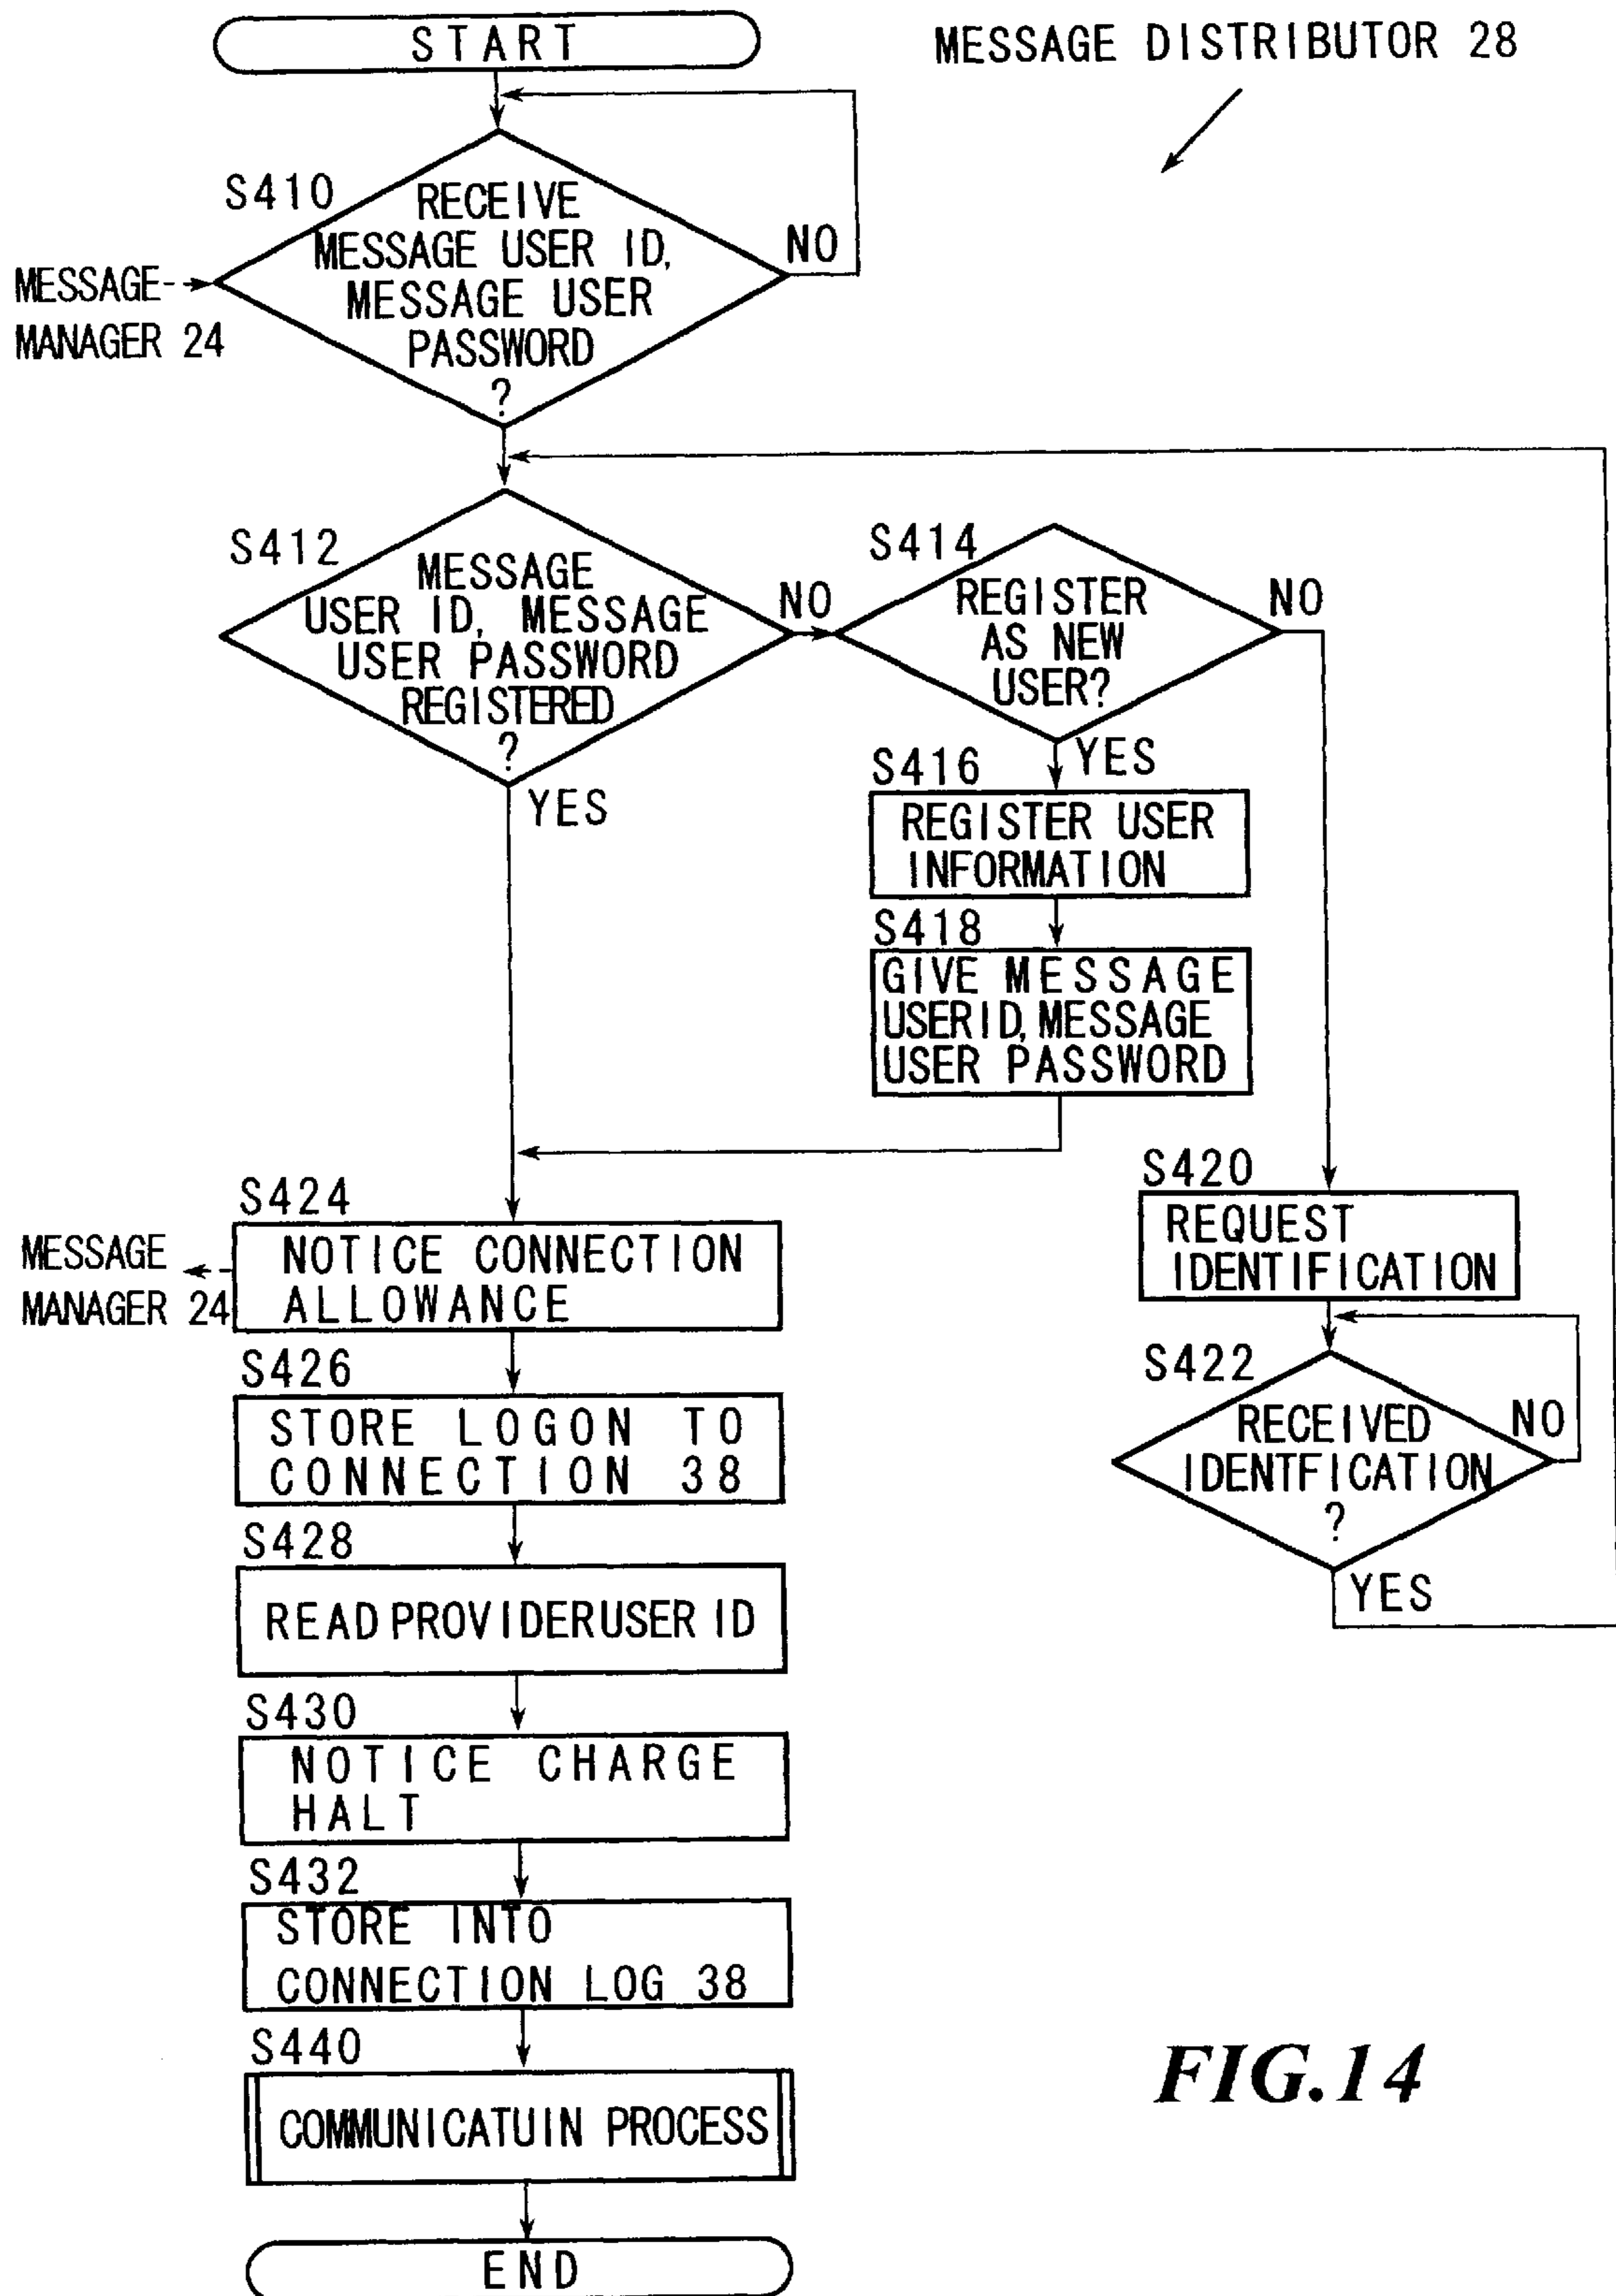 START
MESSAGE DISTRIBUTOR 28
S410
RECEIVE
MESSAGE USER ID,
MESSAGE USER
PASSWORD
?
NO
MESSAGE
MANAGER 24
S412
MESSAGE
USER ID, MESSAGE
USER PASSWORD
REGISTERED
?
NO
YES
S414
REGISTER
AS NEW
USER?
NO
YES
S416
REGISTER USER
INFORMATION
S418
GIVE MESSAGE
USER ID, MESSAGE
USER PASSWORD
S420
REQUEST
IDENTIFICATION
S422
RECEIVED
IDENTFICATION
?
NO
YES
S424
NOTICE CONNECTION
ALLOWANCE
MESSAGE
MANAGER 24
S426
STORE LOGON TO
CONNECTION 38
S428
READ PROVIDER USER ID
S430
NOTICE CHARGE
HALT
S432
STORE INTO
CONNECTION LOG 38
S440
COMMUNICATUIN PROCESS
END
FIG.14